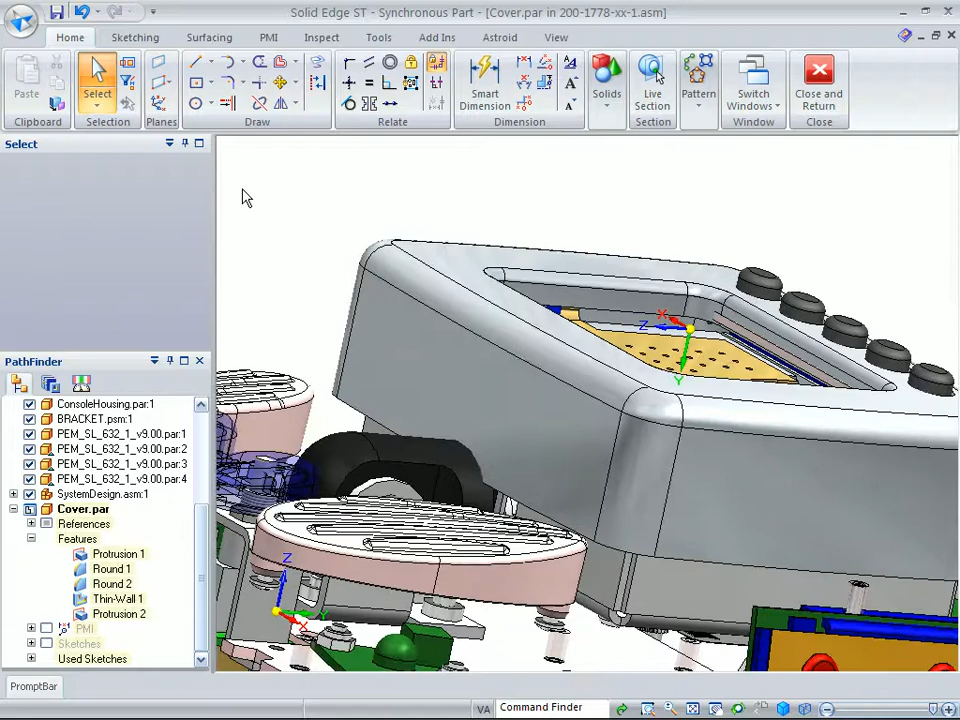 Solid Edge ST - Synchronous Part - [Cover.par in 200-1778-xx-1.asm]
Home Sketching Surfacing PMI Inspect Tools Add Ins Astroid View
Paste
Select
Smart
Dimension
Solids
Live
Section
Pattern
Switch
Windows
Close and
Return
Clipboard Selection Planes Draw Relate Dimension Section Window Close
Select
PathFinder
ConsoleHousing.par:1
BRACKET.psm:1
PEM_SL_632_1_v9.00.par:1
PEM_SL_632_1_v9.00.par:2
PEM_SL_632_1_v9.00.par:3
PEM_SL_632_1_v9.00.par:4
SystemDesign.asm:1
Cover.par
References
Features
Protrusion 1
Round 1
Round 2
Thin-Wall 1
Protrusion 2
PMI
Sketches
Used Sketches
X
Z
Y
Z
Y
X
PromptBar
VA Command Finder